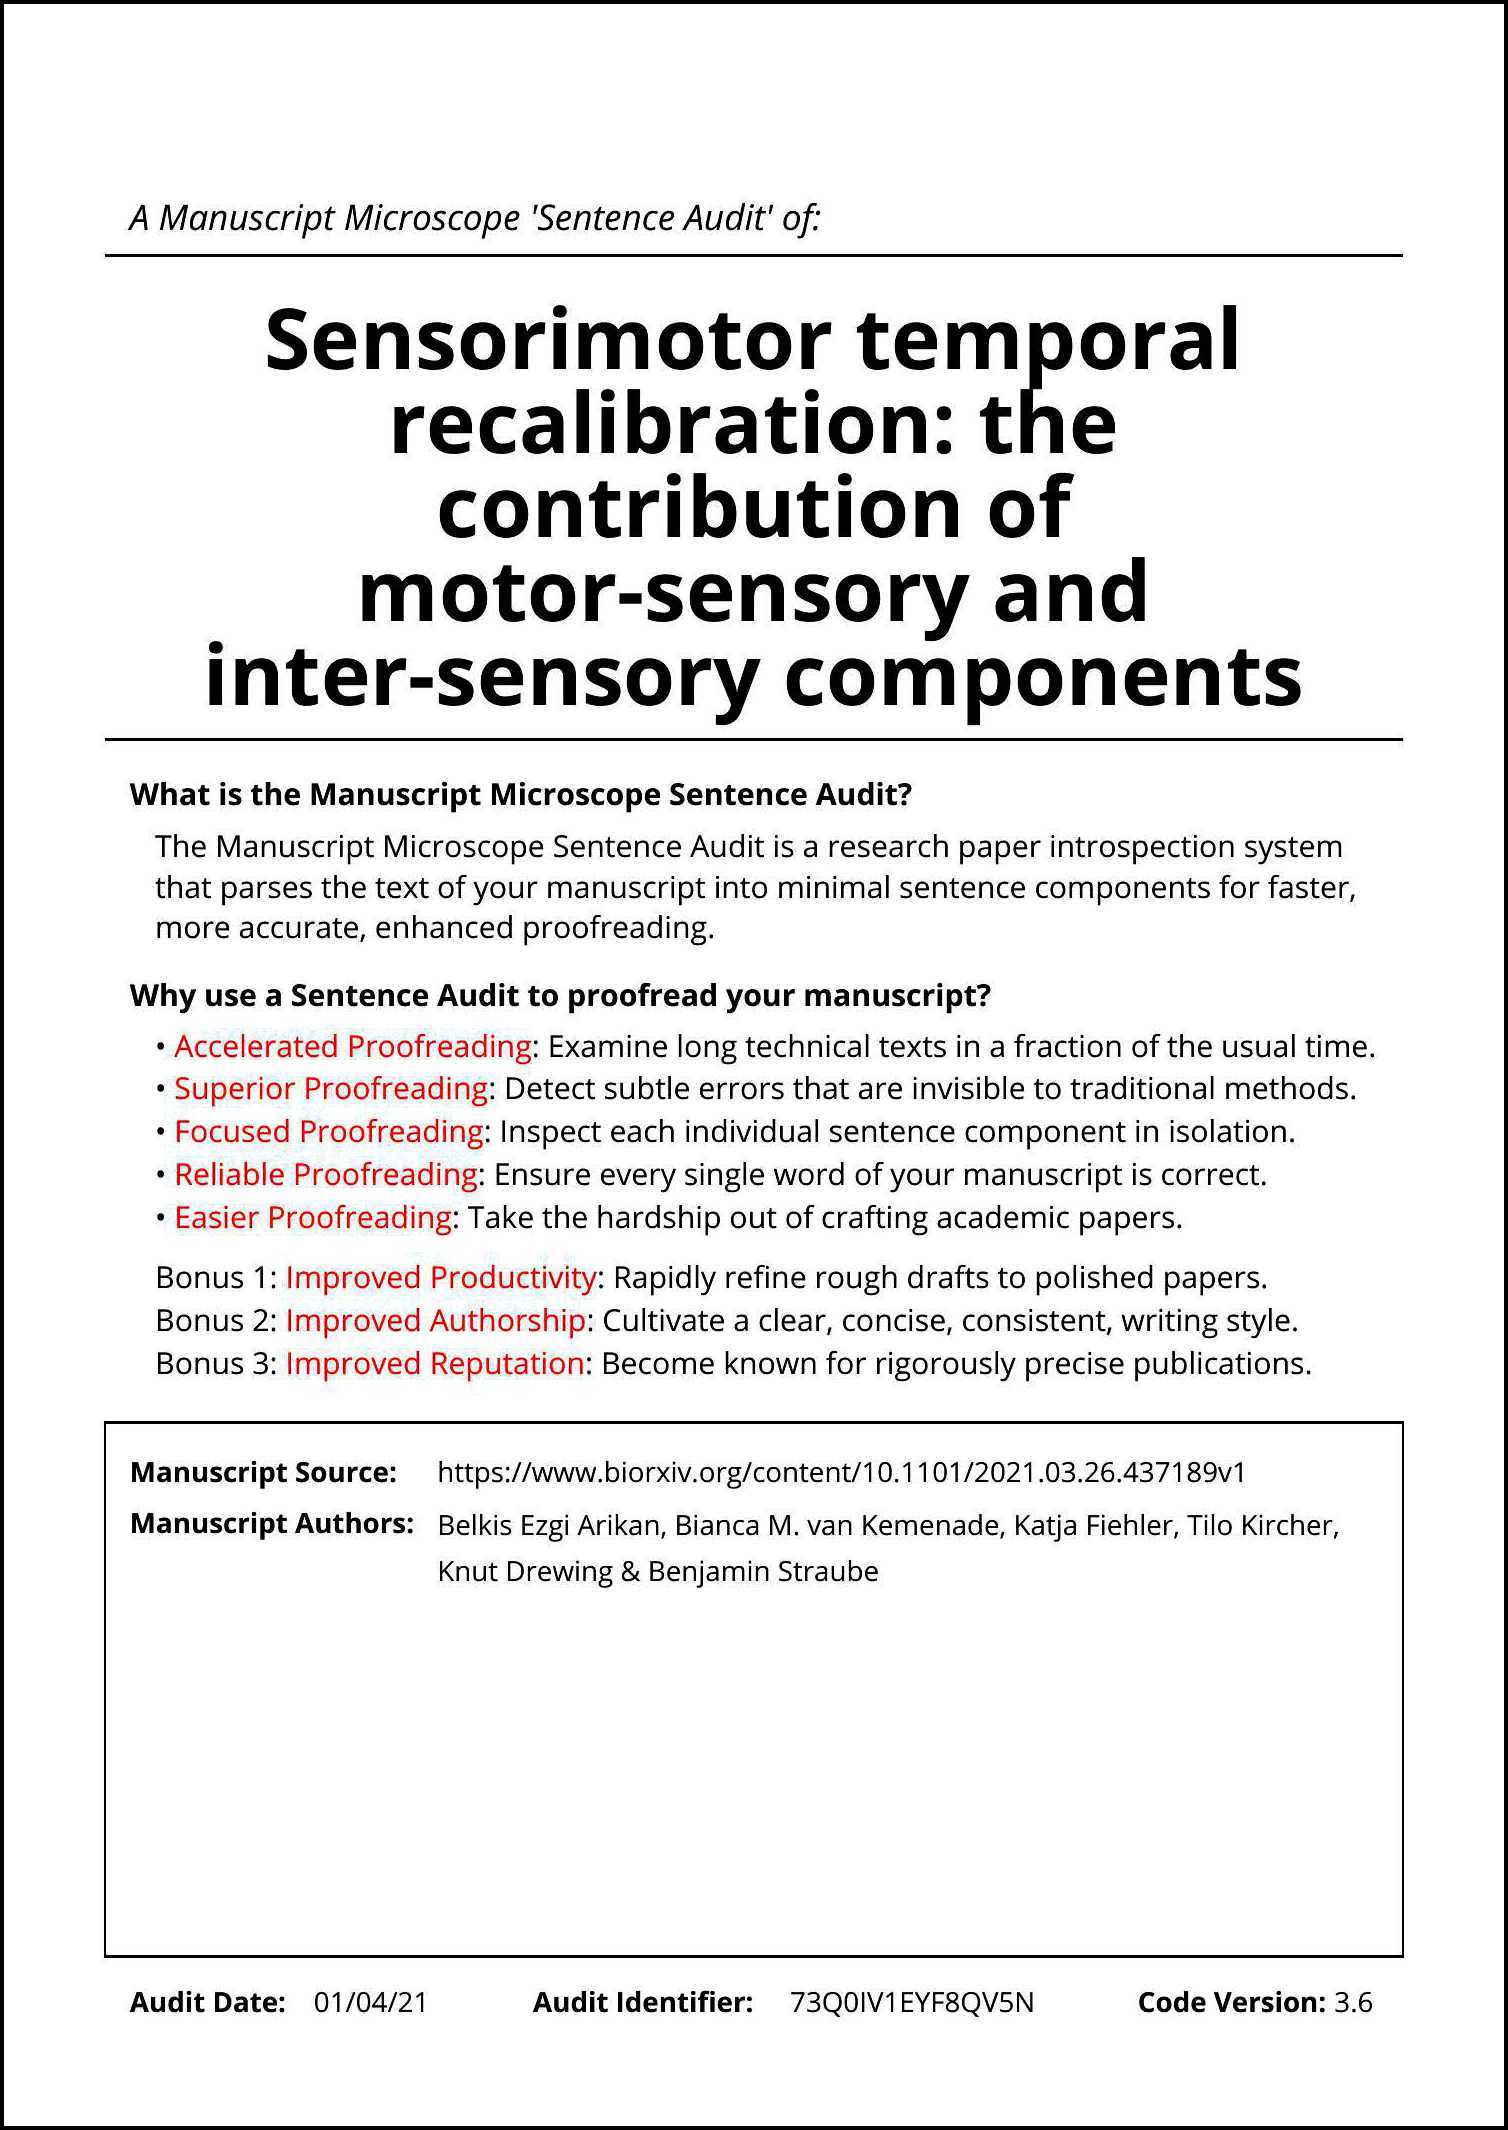 A Manuscript Microscope 'Sentence Audit' of:
Sensorimotor temporal
recalibration: the
contribution of
motor-sensory and
inter-sensory components
What is the Manuscript Microscope Sentence Audit?
The Manuscript Microscope Sentence Audit is a research paper introspection system
that parses the text of your manuscript into minimal sentence components for faster,
more accurate, enhanced proofreading.
Why use a Sentence Audit to proofread your manuscript?
• Accelerated Proofreading: Examine long technical texts in a fraction of the usual time.
• Superior Proofreading: Detect subtle errors that are invisible to traditional methods.
• Focused Proofreading: Inspect each individual sentence component in isolation.
• Reliable Proofreading: Ensure every single word of your manuscript is correct.
• Easier Proofreading: Take the hardship out of crafting academic papers.
Bonus 1: Improved Productivity: Rapidly refine rough drafts to polished papers.
Bonus 2: Improved Authorship: Cultivate a clear, concise, consistent, writing style.
Bonus 3: Improved Reputation: Become known for rigorously precise publications.
Manuscript Source: https://www.biorxiv.org/content/10.1101/2021.03.26.437189v1
Manuscript Authors: Belkis Ezgi Arikan, Bianca M. van Kemenade, Katja Fiehler, Tilo Kircher,
Knut Drewing & Benjamin Straube
Audit Date: 01/04/21 Audit Identifier: 73Q0IV1EYF8QV5N Code Version: 3.6